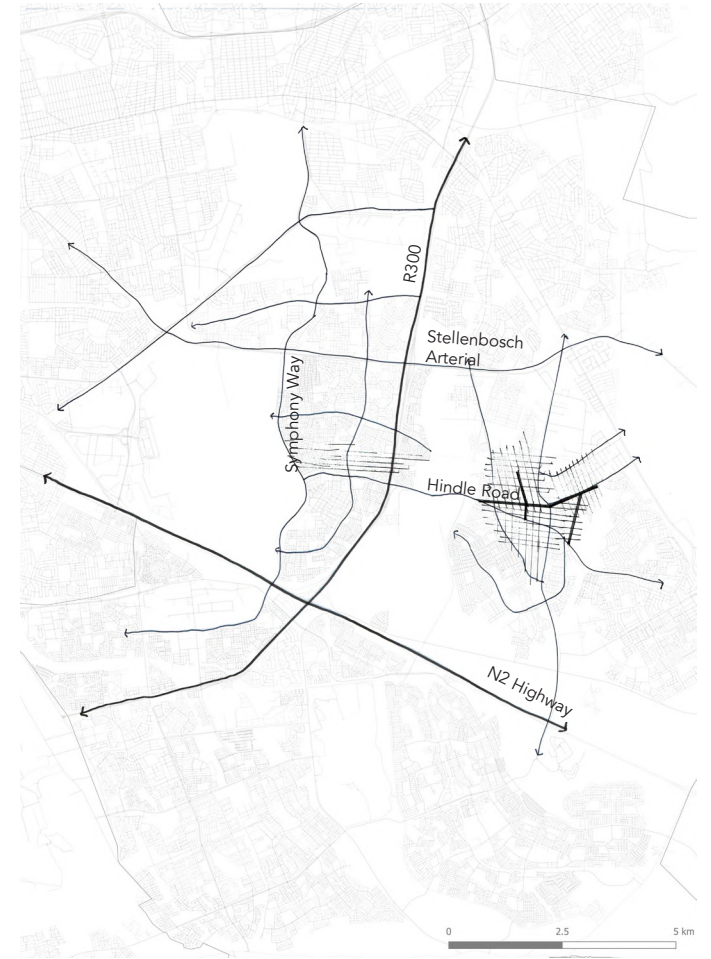 R300
Stellenbosch
Arterial
Symphony Way
Hindle Road
N2 Highway
0 2.5 5 km